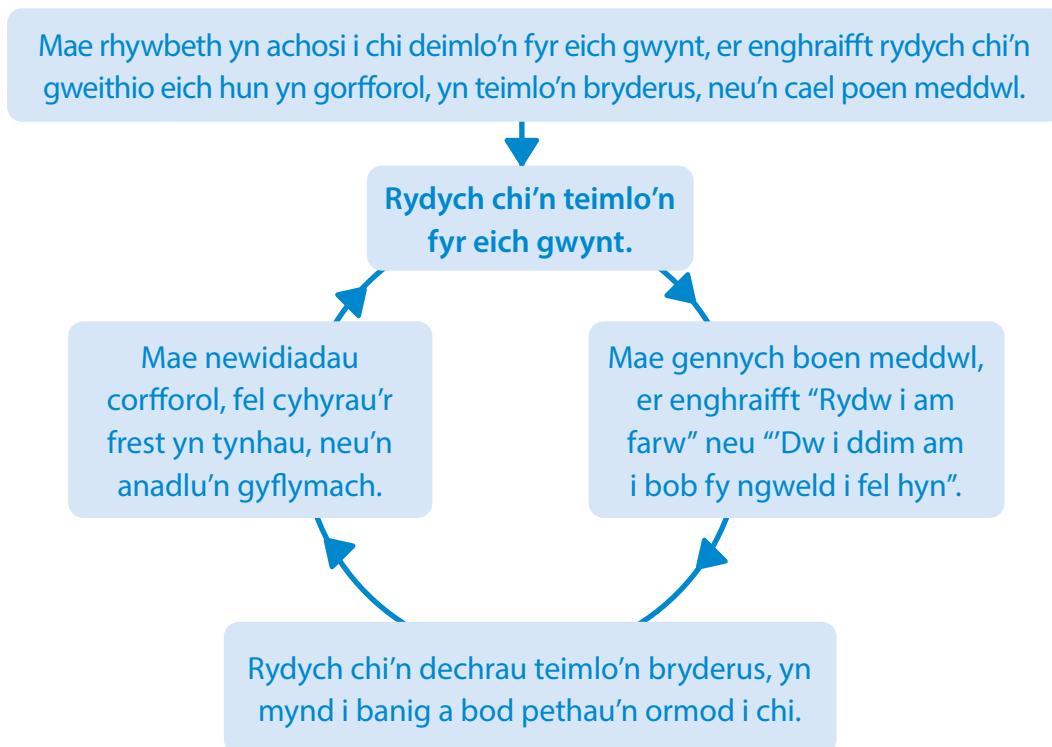 Mae rhywbeth yn achosi i chi deimlo’n fyr eich gwynt, er enghraifft rydych chi’n
gweithio eich hun yn gorfforol, yn teimlo’n bryderus, neu’n cael poen meddwl.
Rydych chi’n teimlo’n
fyr eich gwynt.
Mae gennych boen meddwl,
er enghraifft “Rydw i am
farw” neu “’Dw i ddim am
i bob fy ngweld i fel hyn”.
Rydych chi’n dechrau teimlo’n bryderus, yn
mynd i banig a bod pethau’n ormod i chi.
Mae newidiadau
corfforol, fel cyhyrau’r
frest yn tynhau, neu’n
anadlu’n gyflymach.